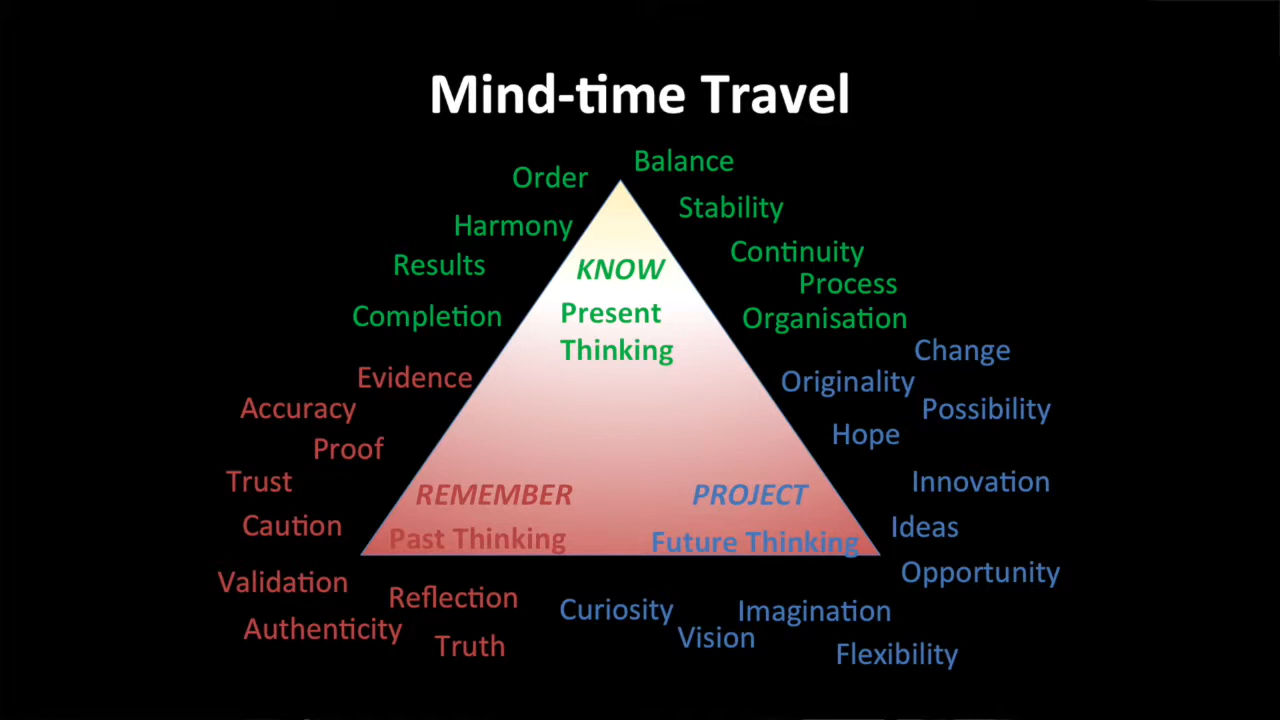 Mind-time Travel
Balance
Order
Stability
Harmony
Continuity
Results
KNOW
Process
Present
Thinking
Completion
Organisation
Change
Evidence
Originality
Accuracy
Possibility
Hope
Proof
Trust
REMEMBER
PROJECT
Innovation
Caution
Past Thinking
Future Thinking
Ideas
Opportunity
Validation
Reflection
Curiosity
Imagination
Authenticity
Truth
Vision
Flexibility